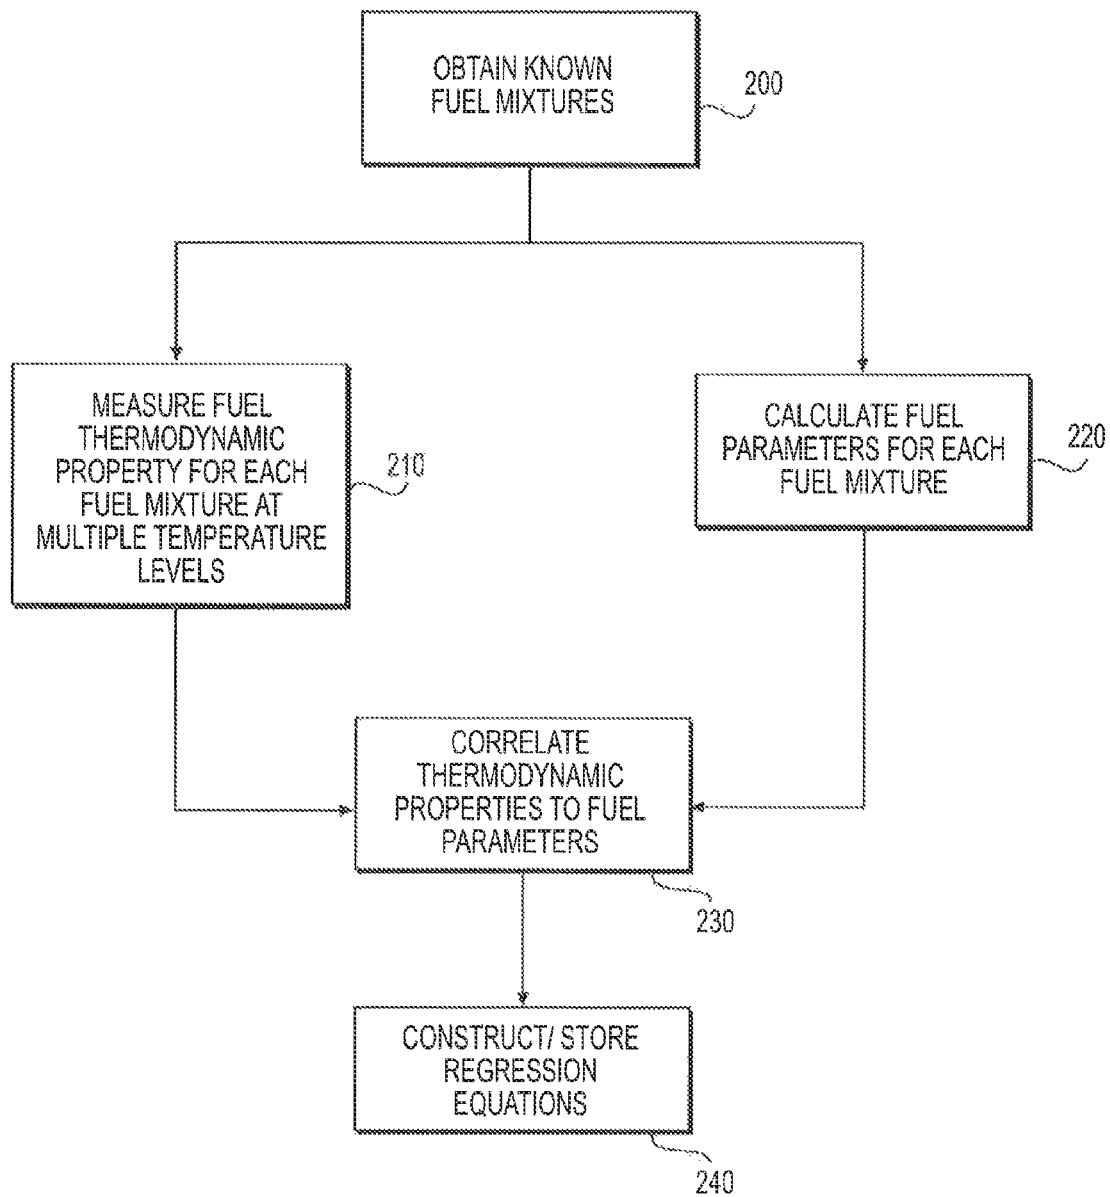 OBTAIN KNOWN
FUEL MIXTURES
200
MEASURE FUEL
THERMODYNAMIC
PROPERTY FOR EACH
FUEL MIXTURE AT
MULTIPLE TEMPERATURE
LEVELS
210
CALCULATE FUEL
PARAMETERS FOR EACH
FUEL MIXTURE
220
CORRELATE
THERMODYNAMIC
PROPERTIES TO FUEL
PARAMETERS
230
CONSTRUCT/ STORE
REGRESSION
EQUATIONS
240